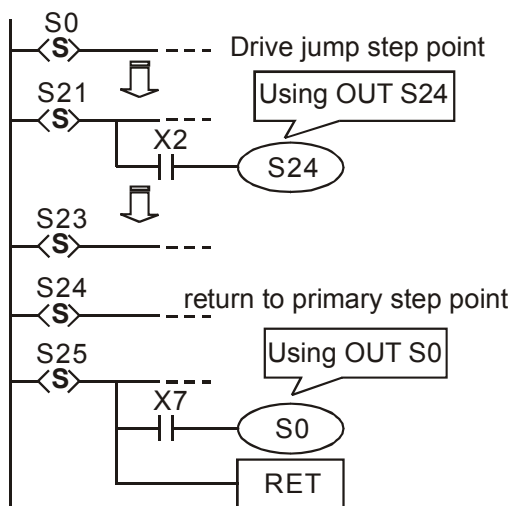 S0
S
Drive jump step point
S21
S
Using OUT S24
X2
S24
S23
S
S24
S
return to primary step point
S25
S
Using OUT S0
X7
S0
RET